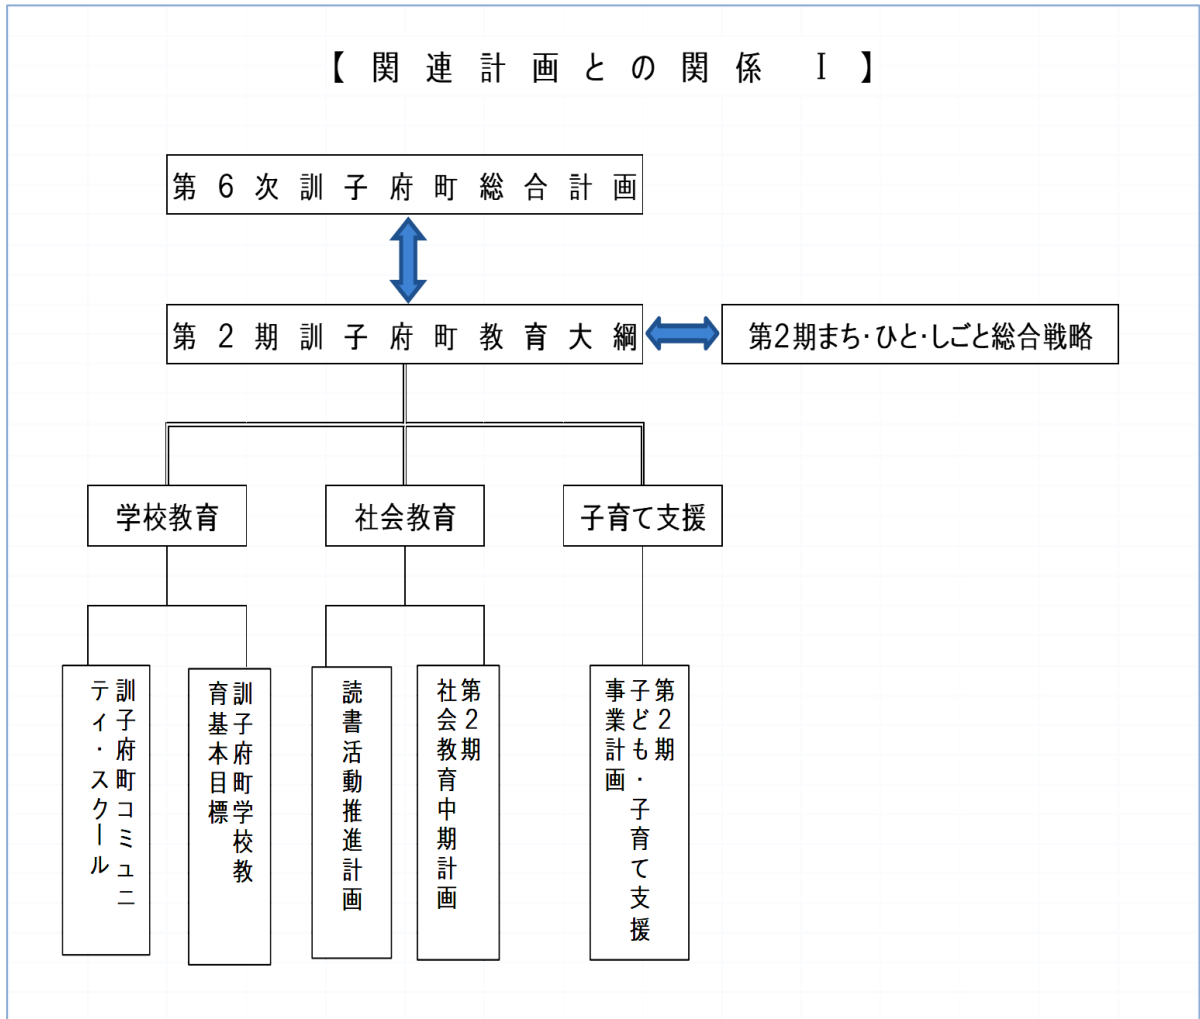 【関連計画との関係 Ⅰ】
第6次訓子府町総合計画
第2期訓子府町教育大綱
第2期まち・ひと・しごと総合戦略
学校教育
社会教育
子育て支援
訓子府町コミュニ
ティ・スクール
訓子府町学校教
育基本目標
読書活動推進計画
第2期
社会教育中期計画
第2期
子ども・子育て支援
事業計画